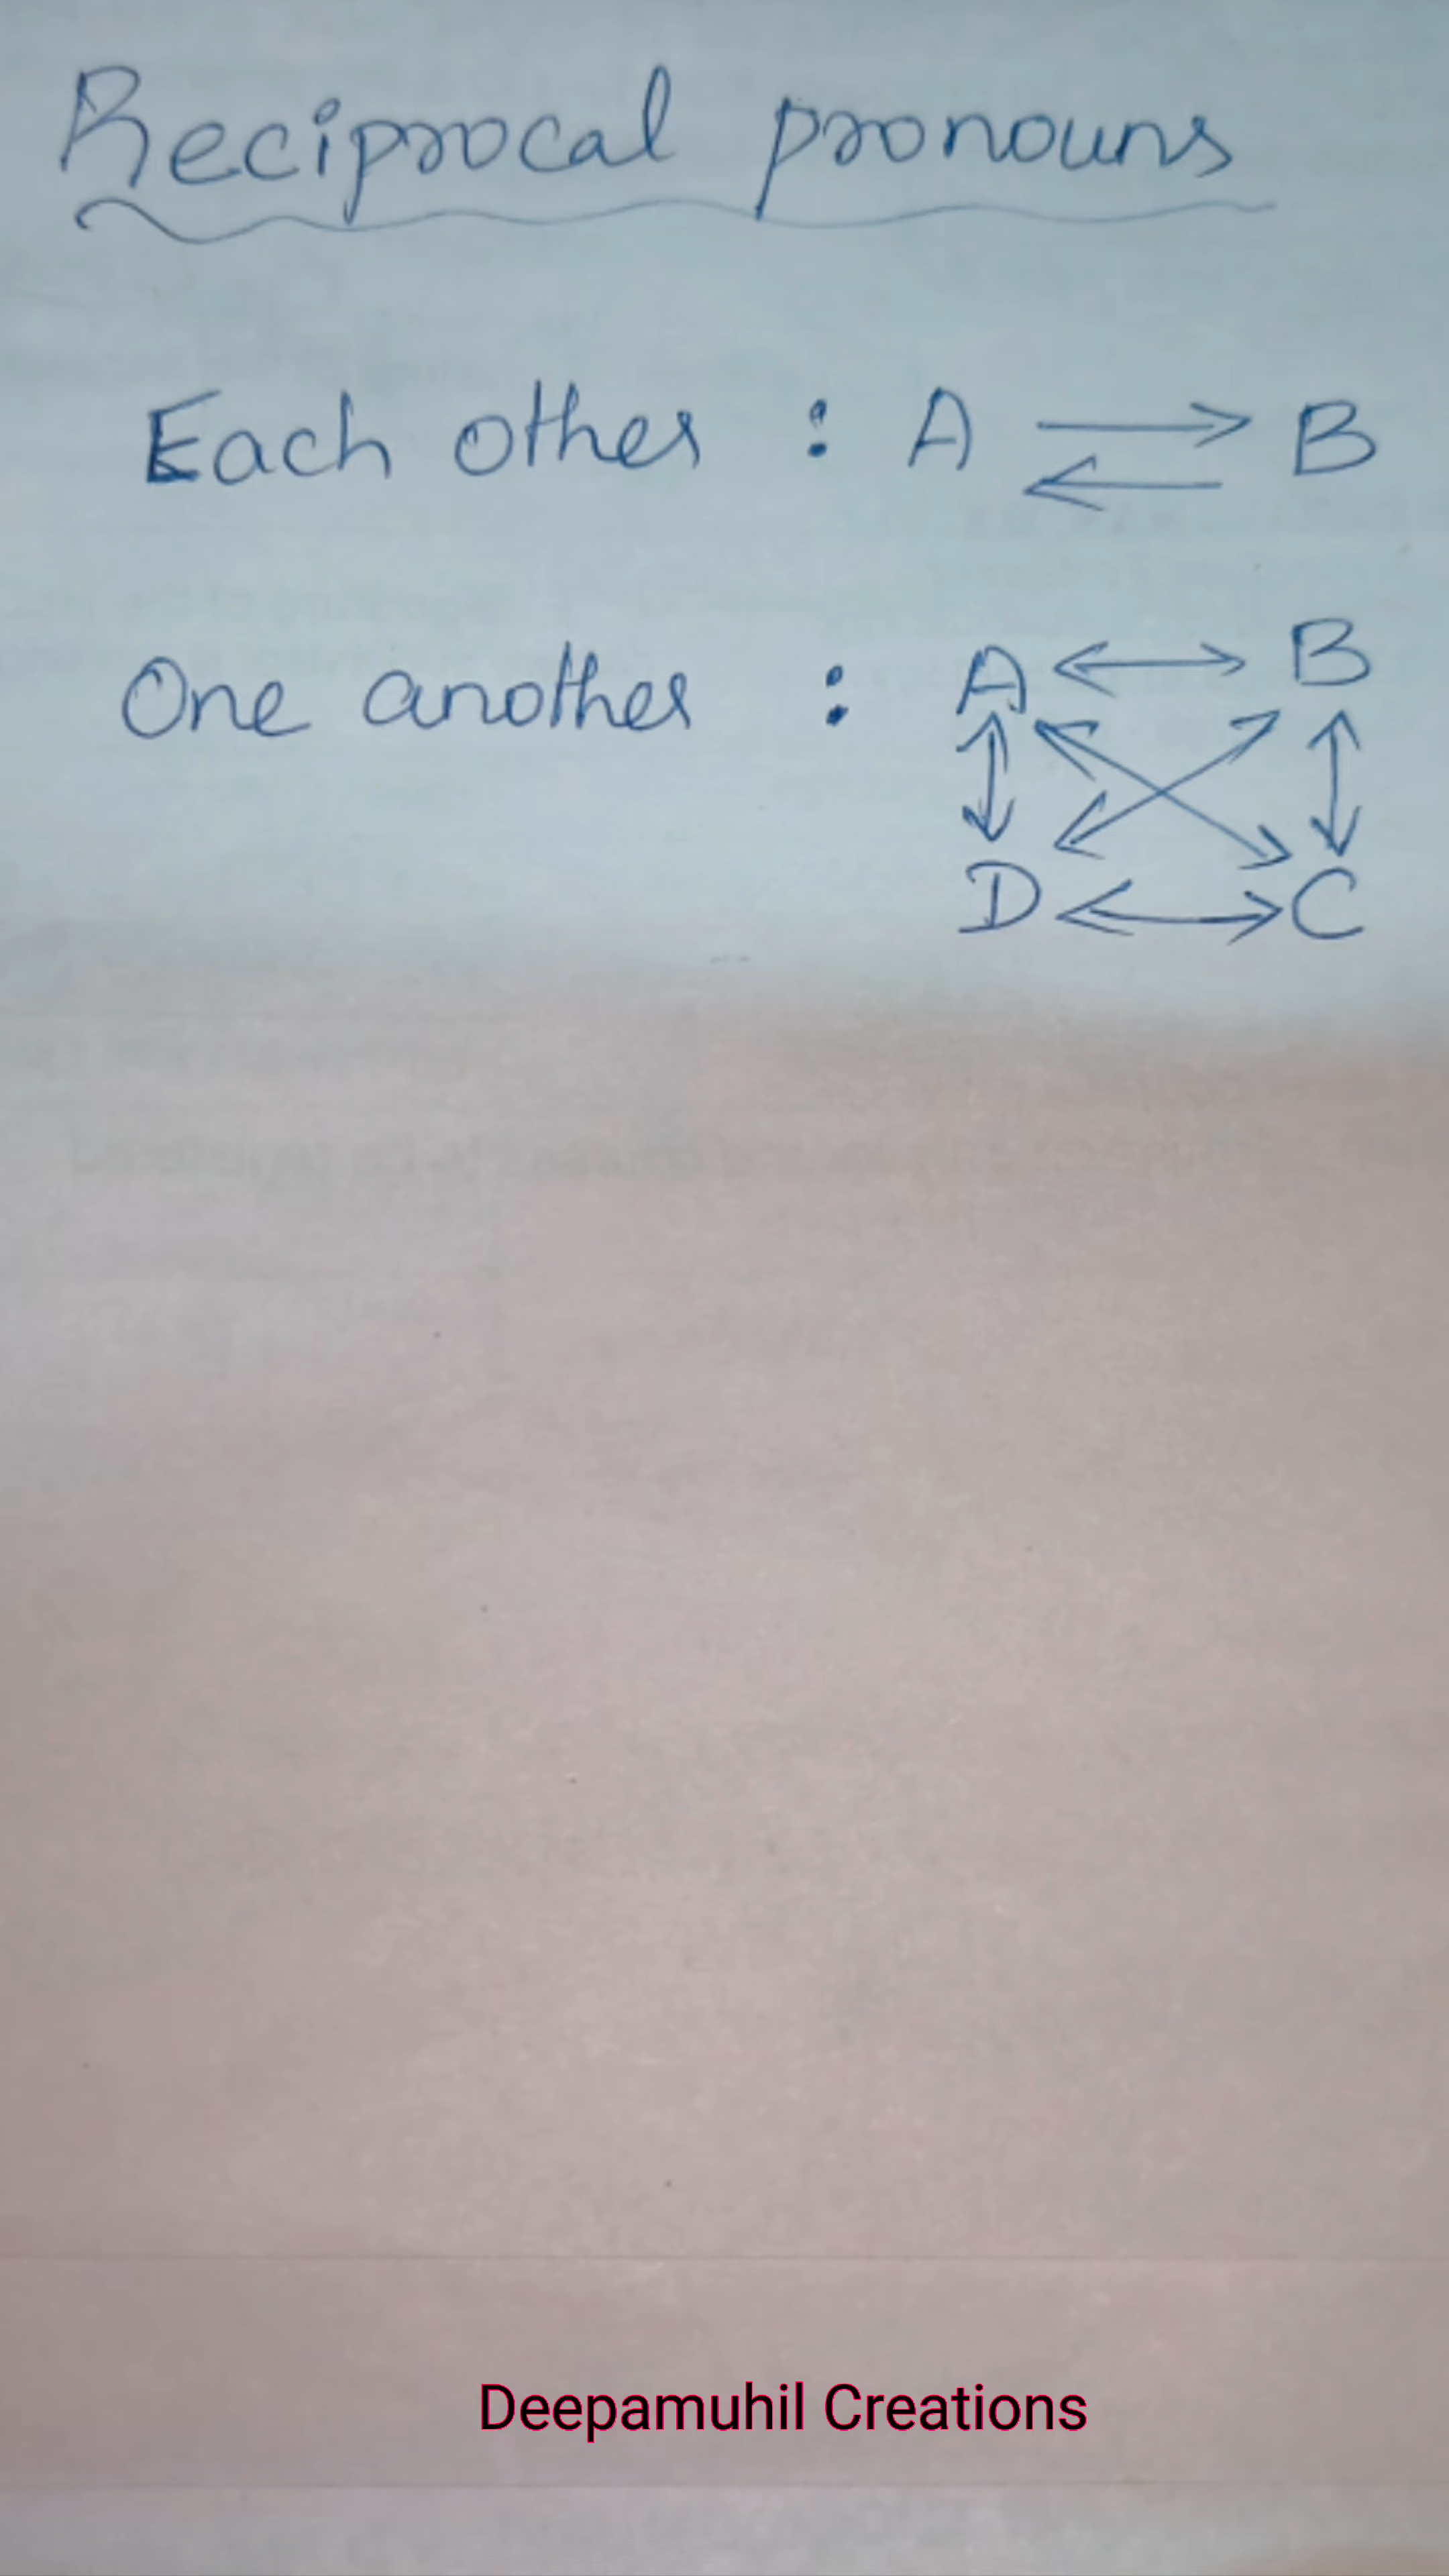 Reciprocal pronouns
Each other : A ⇄ B
One another : A ↔ B
D ↔ C
Deepamuhil Creations